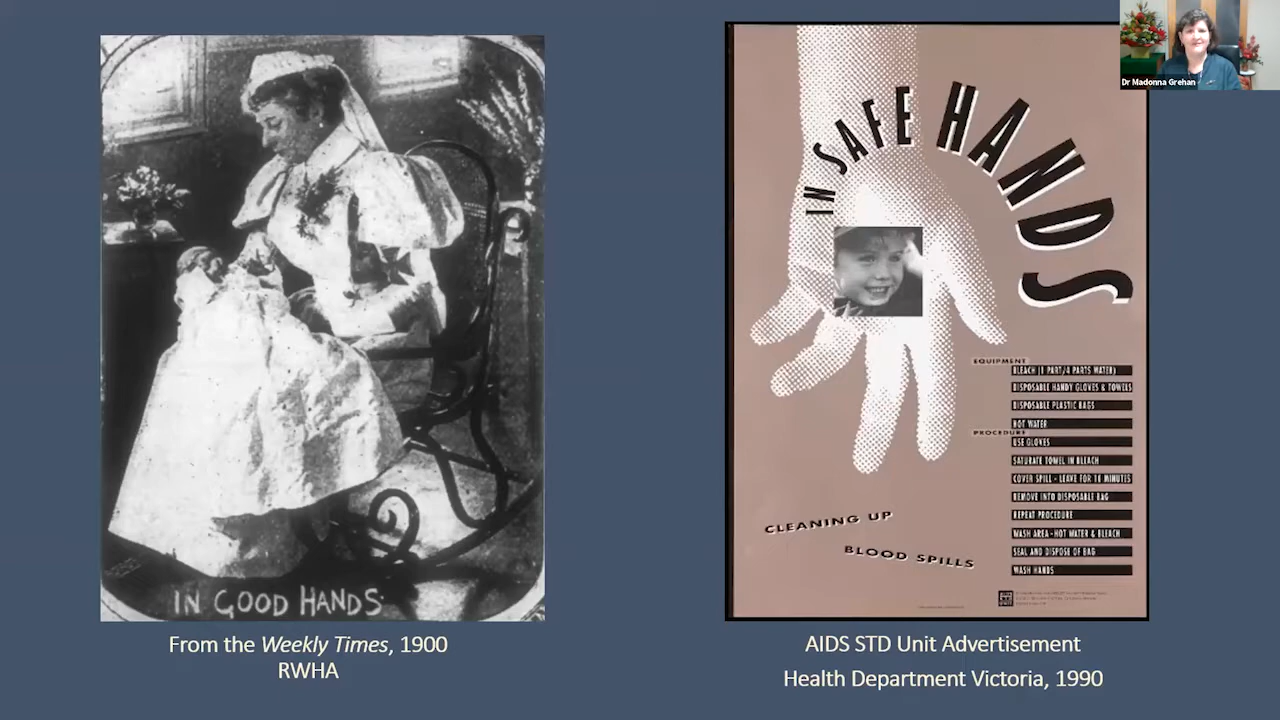 IN GOOD HANDS
From the Weekly Times, 1900
RWHA
IN SAFE HANDS
EQUIPMENT
BLEACH (1 PART/4 PARTS WATER)
DISPOSABLE HANDY GLOVES & TOWELS
DISPOSABLE PLASTIC BAGS
HOT WATER
PROCEDURE
USE GLOVES
SATURATE TOWEL IN BLEACH
COVER SPILL - LEAVE FOR 10 MINUTES
REMOVE INTO DISPOSABLE BAG
REPEAT PROCEDURE
WASH AREA - HOT WATER & BLEACH
SEAL AND DISPOSE OF BAG
WASH HANDS
CLEANING UP
BLOOD SPILLS
AIDS STD Unit Advertisement
Health Department Victoria, 1990
Dr Madonna Grehan